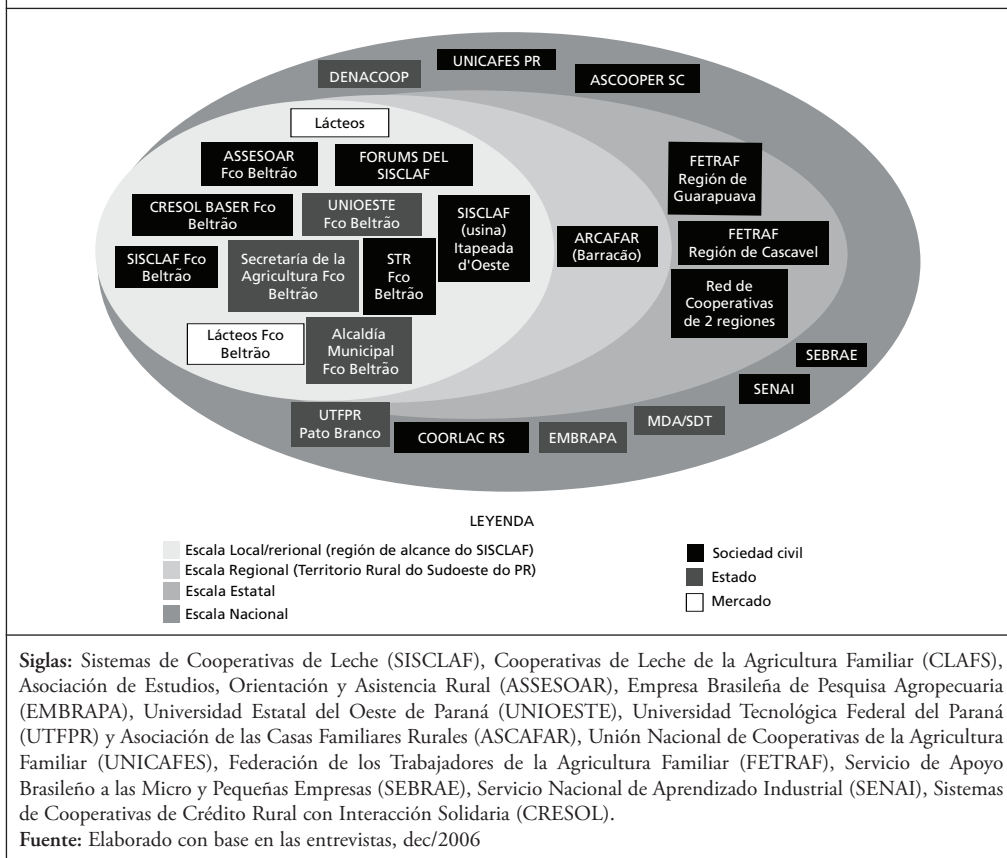 DENACOOP
UNICAFES PR
ASCOOPER SC
Lácteos
ASSESOAR
Fco Beltrão
FORUMS DEL
SISCLAF
FETRAF
Región de
Guarapuava
CRESOL BASER Fco
Beltrão
UNIOESTE
Fco Beltrão
SISCLAF
(usina)
Itapeada
d'Oeste
ARCAFAR
(Barracão)
FETRAF
Región de Cascavel
SISCLAF Fco
Beltrão
Secretaría de la
Agricultura Fco
Beltrão
STR
Fco
Beltrão
Red de
Cooperativas
de 2 regiones
Lácteos Fco
Beltrão
Alcaldía
Municipal
Fco Beltrão
SEBRAE
SENAI
UTFPR
Pato Branco
COORLAC RS
EMBRAPA
MDA/SDT
LEYENDA
Escala Local/rerional (región de alcance do SISCLAF)
Escala Regional (Territorio Rural do Sudoeste do PR)
Escala Estatal
Escala Nacional
Sociedad civil
Estado
Mercado
Siglas: Sistemas de Cooperativas de Leche (SISCLAF), Cooperativas de Leche de la Agricultura Familiar (CLAFS),
Asociación de Estudios, Orientación y Asistencia Rural (ASSESOAR), Empresa Brasileña de Pesquisa Agropecuaria
(EMBRAPA), Universidad Estatal del Oeste de Paraná (UNIOESTE), Universidad Tecnológica Federal del Paraná
(UTFPR) y Asociación de las Casas Familiares Rurales (ASCAFAR), Unión Nacional de Cooperativas de la Agricultura
Familiar (UNICAFES), Federación de los Trabajadores de la Agricultura Familiar (FETRAF), Servicio de Apoyo
Brasileño a las Micro y Pequeñas Empresas (SEBRAE), Servicio Nacional de Aprendizado Industrial (SENAI), Sistemas
de Cooperativas de Crédito Rural con Interacción Solidaria (CRESOL).
Fuente: Elaborado con base en las entrevistas, dec/2006